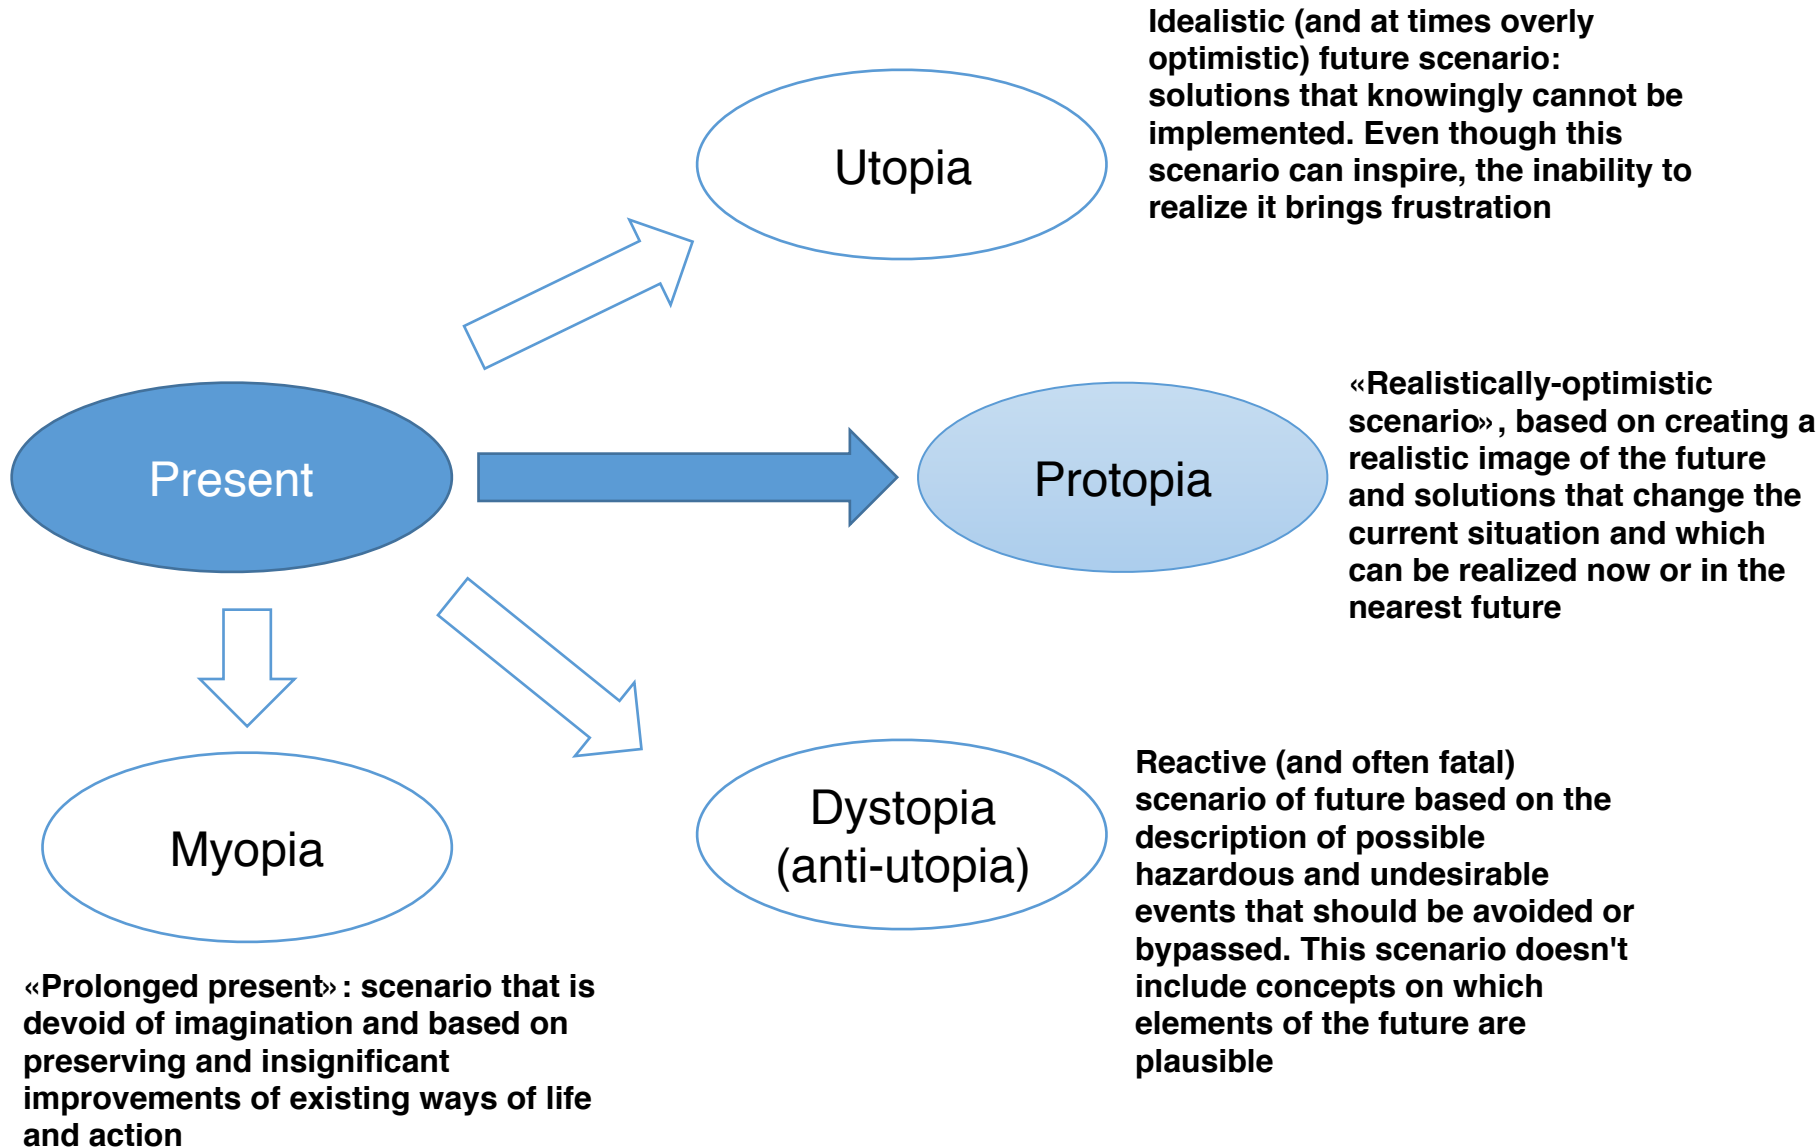 Idealistic (and at times overly
optimistic) future scenario:
solutions that knowingly cannot be
implemented. Even though this
scenario can inspire, the inability to
realize it brings frustration
Utopia
Present
Protopia
«Realistically-optimistic
scenario», based on creating a
realistic image of the future
and solutions that change the
current situation and which
can be realized now or in the
nearest future
Myopia
«Prolonged present»: scenario that is
devoid of imagination and based on
preserving and insignificant
improvements of existing ways of life
and action
Dystopia
(anti-utopia)
Reactive (and often fatal)
scenario of future based on the
description of possible
hazardous and undesirable
events that should be avoided or
bypassed. This scenario doesn't
include concepts on which
elements of the future are
plausible